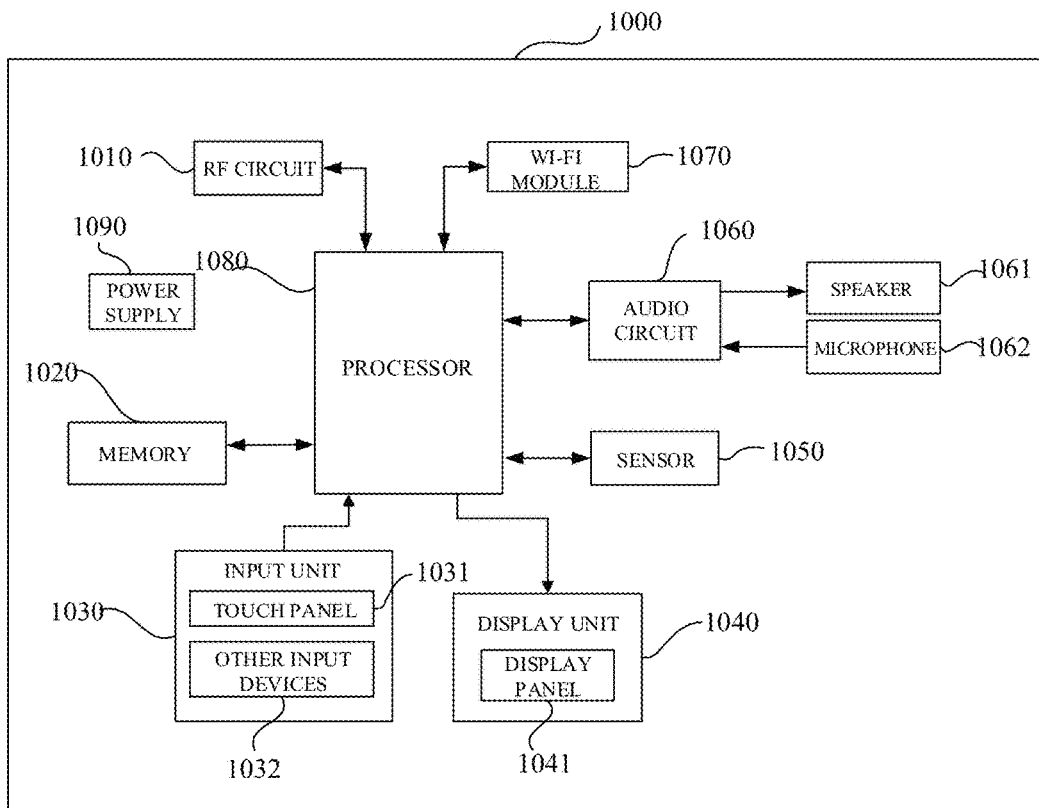 1000
1010
RF CIRCUIT
WI-FI
MODULE
1070
1090
POWER
SUPPLY
1080
PROCESSOR
1060
AUDIO
CIRCUIT
SPEAKER
1061
MICROPHONE
1062
1020
MEMORY
SENSOR
1050
INPUT UNIT
1030
TOUCH PANEL
1031
OTHER INPUT
DEVICES
1032
DISPLAY UNIT
1040
DISPLAY
PANEL
1041